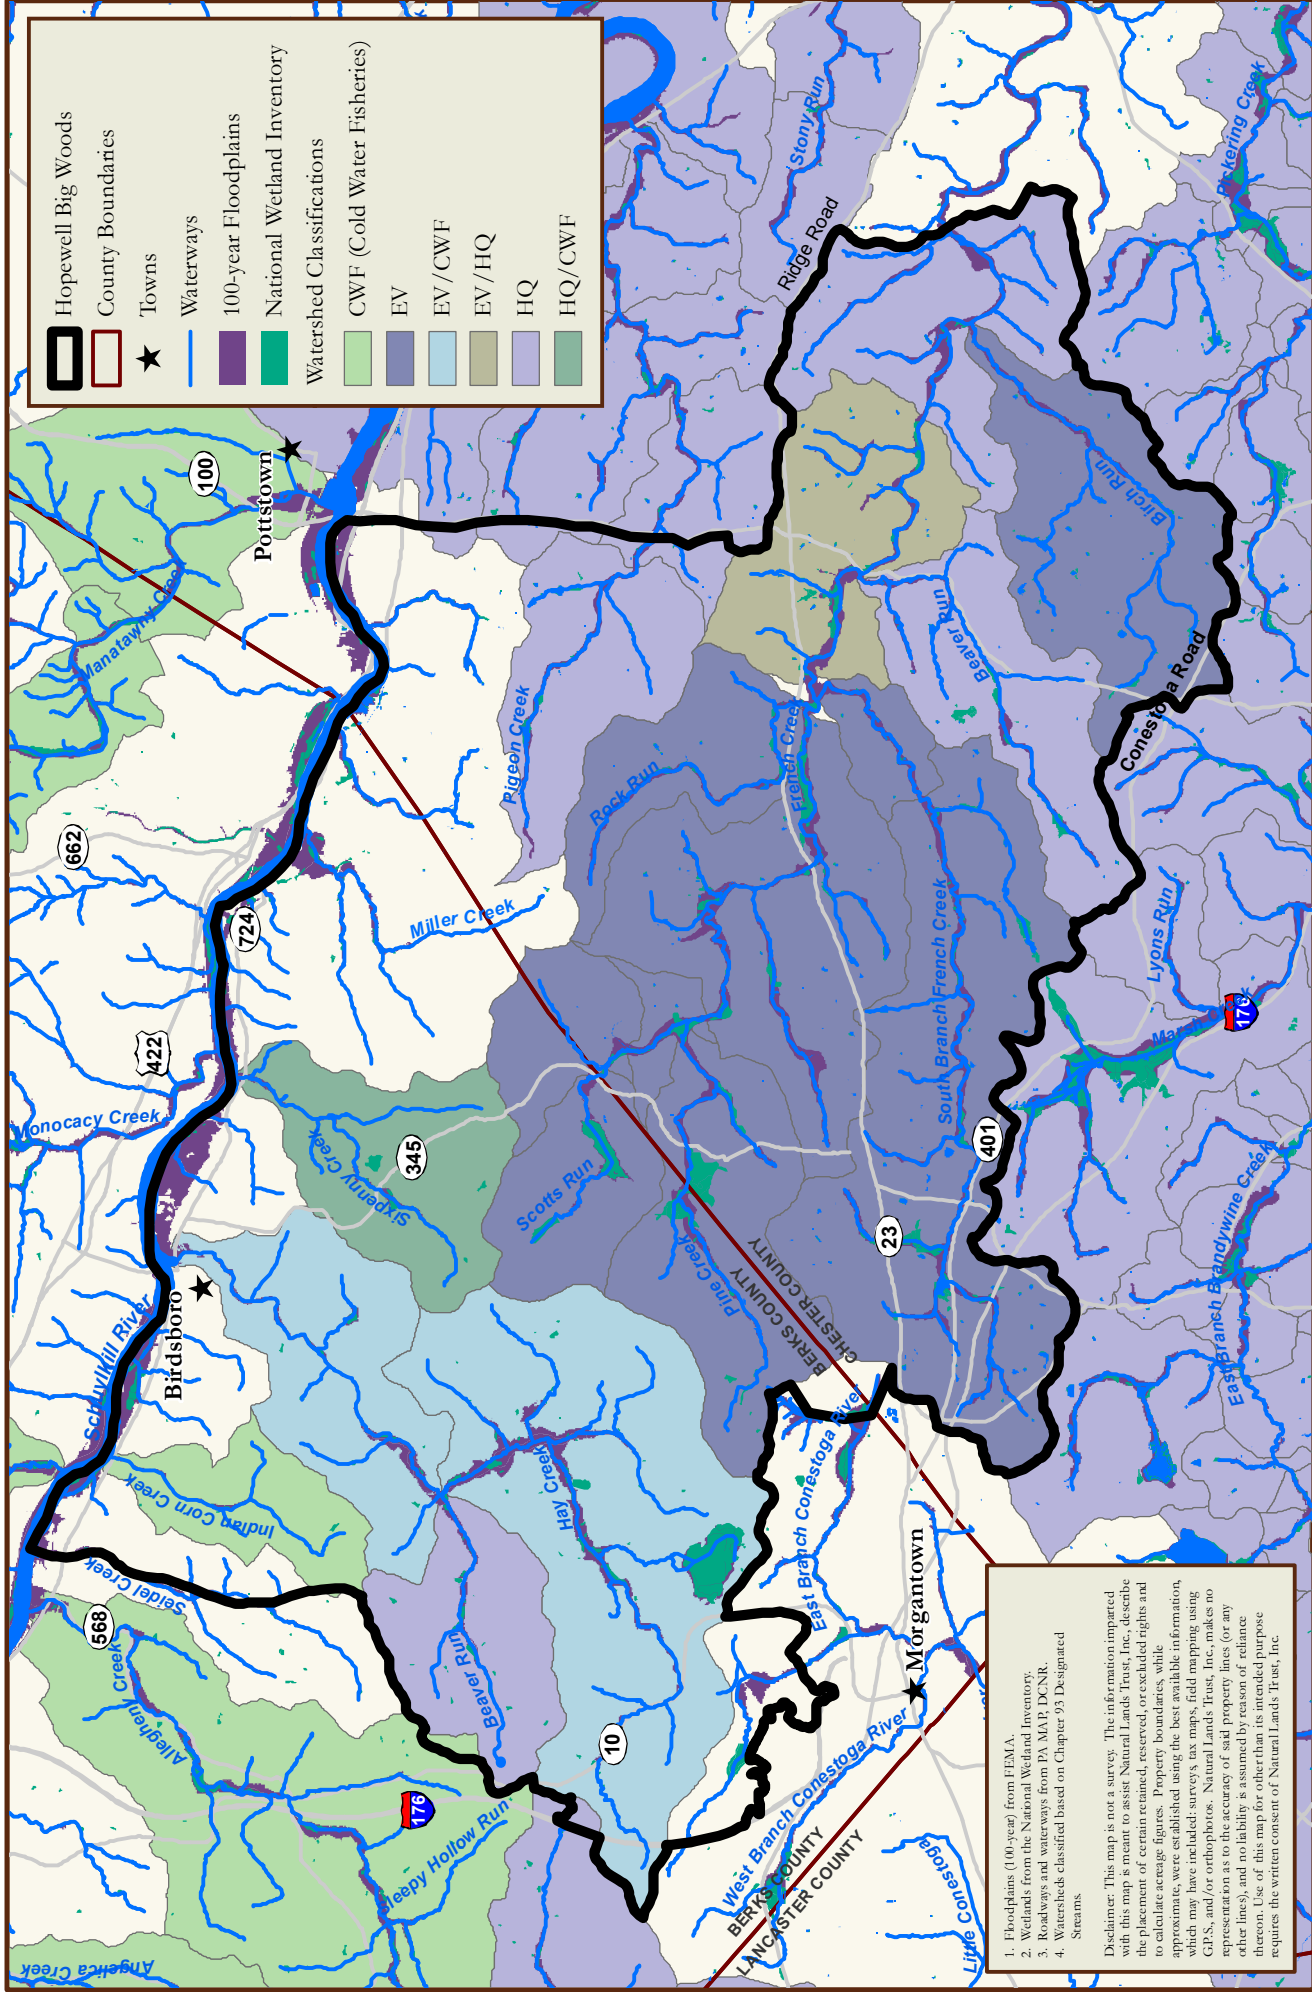 Hopewell Big Woods
County Boundaries
Towns
Waterways
100-year Floodplains
National Wetland Inventory
Watershed Classifications
CWF (Cold Water Fisheries)
EV
EV/CWF
EV/HQ
HQ
HQ/CWF
Angelica Creek
Allegheny Creek
568
Seidel Creek
Indian Corn Creek
Schuylkill River
Birdsboro
Monocacy Creek
422
662
724
Manatawny Creek
Pottstown
100
176
Sleepy Hollow Run
Beaver Run
Hay Creek
10
Sixpenny Creek
345
Scotts Run
Pine Creek
Miller Creek
Pigeon Creek
Rock Run
French Creek
Stony Run
Ridge Road
Pickering Creek
BERKS COUNTY
CHESTER COUNTY
23
South Branch French Creek
401
Beaver Run
Birch Run
Conestoga Road
Lyons Run
Marsh Creek
176
East Branch Brandywine Creek
East Branch Conestoga River
West Branch Conestoga River
Morgantown
BERKS COUNTY
LANCASTER COUNTY
Little Conestoga
1. Floodplains (100-year) from FEMA.
2. Wetlands from the National Wetland Inventory.
3. Roadways and waterways from PA MAP, DCNR.
4. Watersheds classified based on Chapter 93 Designated
Streams.
Disclaimer: This map is not a survey. The information imparted
with this map is meant to assist Natural Lands Trust, Inc., describe
the placement of certain retained, reserved, or excluded rights and
to calculate acreage figures. Property boundaries, while
approximate, were established using the best available information,
which may have included: surveys, tax maps, field mapping using
G.P.S., and/or orthophotos. Natural Lands Trust, Inc., makes no
representation as to the accuracy of said property lines (or any
other lines), and no liability is assumed by reason of reliance
thereon. Use of this map for other than its intended purpose
requires the written consent of Natural Lands Trust, Inc.